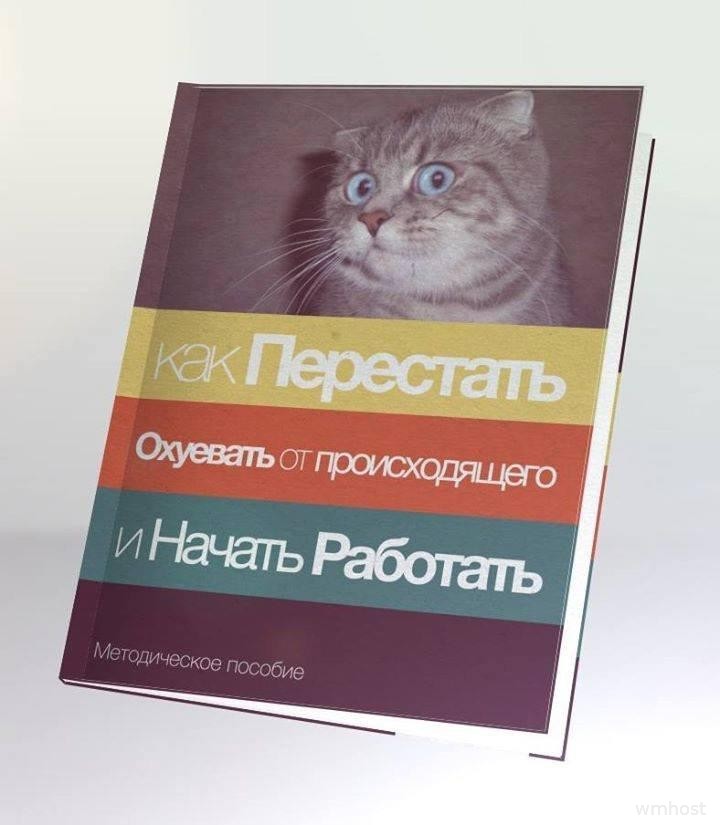 как Перестать
Охуевать от происходящего
и Начать Работать
Методическое пособие
wmhost